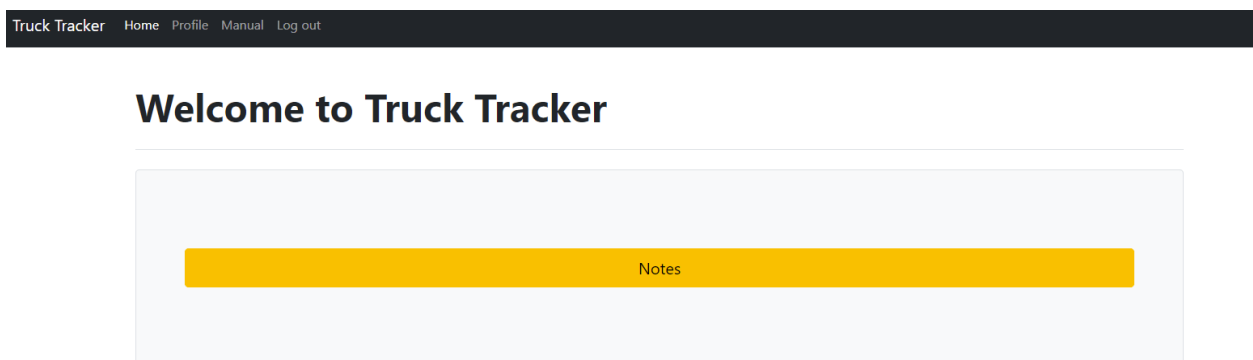 Truck Tracker Home Profile Manual Log out
Welcome to Truck Tracker
Notes